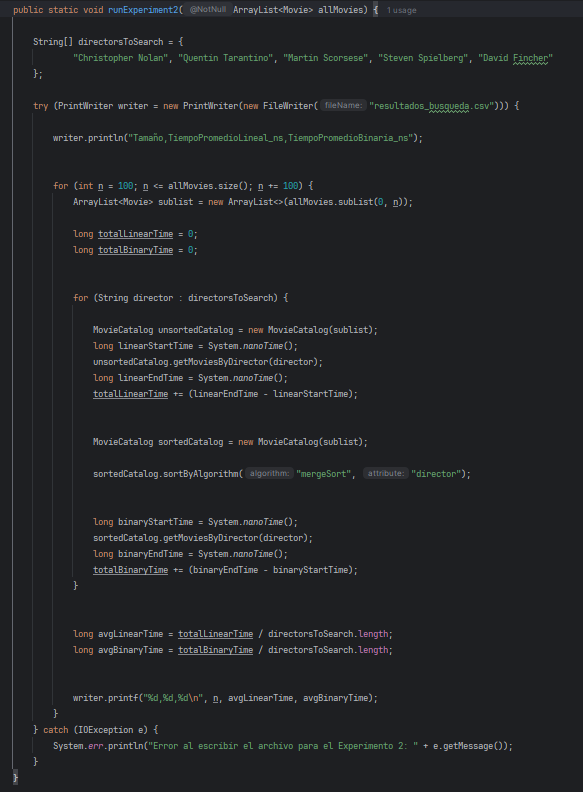 public static void runExperiment2( @NotNull ArrayList<Movie> allMovies) { 1 usage
String[] directorsToSearch = {
"Christopher Nolan", "Quentin Tarantino", "Martin Scorsese", "Steven Spielberg", "David Fincher"
};
try (PrintWriter writer = new PrintWriter(new FileWriter( fileName: "resultados_busqueda.csv"))) {
writer.println("Tamaño,TiempoPromedioLineal_ns,TiempoPromedioBinaria_ns");
for (int n = 100; n <= allMovies.size(); n += 100) {
ArrayList<Movie> sublist = new ArrayList<>(allMovies.subList(0, n));
long totalLinearTime = 0;
long totalBinaryTime = 0;
for (String director : directorsToSearch) {
MovieCatalog unsortedCatalog = new MovieCatalog(sublist);
long linearStartTime = System.nanoTime();
unsortedCatalog.getMoviesByDirector(director);
long linearEndTime = System.nanoTime();
totalLinearTime += (linearEndTime - linearStartTime);
MovieCatalog sortedCatalog = new MovieCatalog(sublist);
sortedCatalog.sortByAlgorithm( algorithm: "mergeSort", attribute: "director");
long binaryStartTime = System.nanoTime();
sortedCatalog.getMoviesByDirector(director);
long binaryEndTime = System.nanoTime();
totalBinaryTime += (binaryEndTime - binaryStartTime);
}
long avgLinearTime = totalLinearTime / directorsToSearch.length;
long avgBinaryTime = totalBinaryTime / directorsToSearch.length;
writer.printf("%d,%d,%d\n", n, avgLinearTime, avgBinaryTime);
}
} catch (IOException e) {
System.err.println("Error al escribir el archivo para el Experimento 2: " + e.getMessage());
}
}